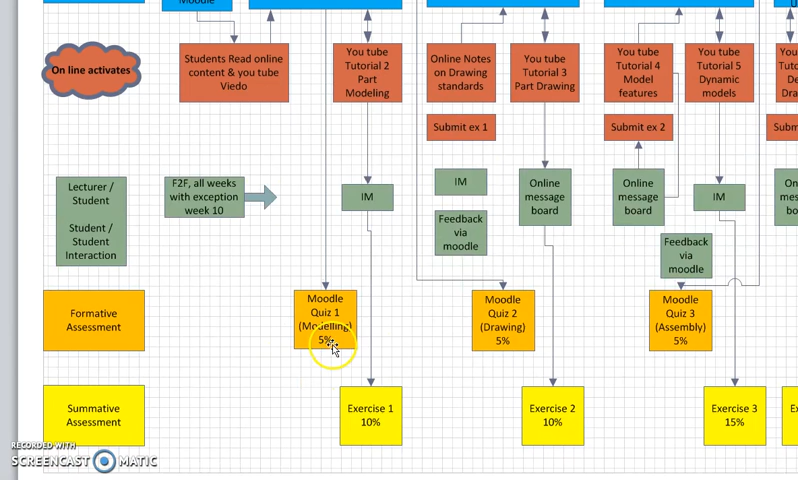 Moodle
On line activates
Students Read online
content & you tube
Viedo
You tube
Tutorial 2
Part
Modeling
Online Notes
on Drawing
standards
You tube
Tutorial 3
Part Drawing
You tube
Tutorial 4
Model
features
You tube
Tutorial 5
Dynamic
models
Submit ex 1
Submit ex 2
Lecturer /
Student
Student /
Student
Interaction
F2F, all weeks
with exception
week 10
IM
IM
Feedback
via
moodle
Online
message
board
Online
message
board
IM
Feedback
via
moodle
Formative
Assessment
Moodle
Quiz 1
(Modelling)
5%
Moodle
Quiz 2
(Drawing)
5%
Moodle
Quiz 3
(Assembly)
5%
Summative
Assessment
Exercise 1
10%
Exercise 2
10%
Exercise 3
15%
RECORDED WITH
SCREENCAST MATIC